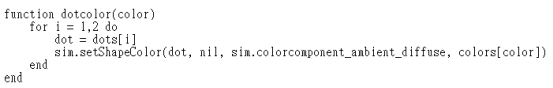 function dotcolor(color)
    for i = 1,2 do
        dot = dots[i]
        sim.setShapeColor(dot, nil, sim.colorcomponent_ambient_diffuse, colors[color])
    end
end